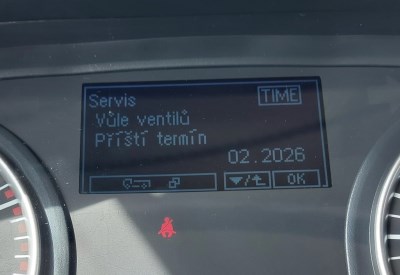 Servis TIME
Vůle ventilů
Příští termín
02.2026
OK